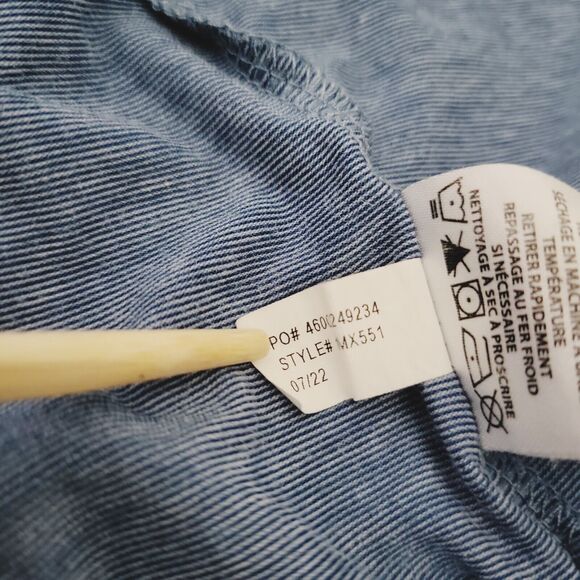 PO# 4600249234
STYLE# MX551
07/22
SÉCHAGE EN MACHINE
TEMPÉRATURE
RETIRER RAPIDEMENT
REPASSAGE AU FER FROID
SI NÉCESSAIRE
NETTOYAGE À SEC À PROSCRIRE